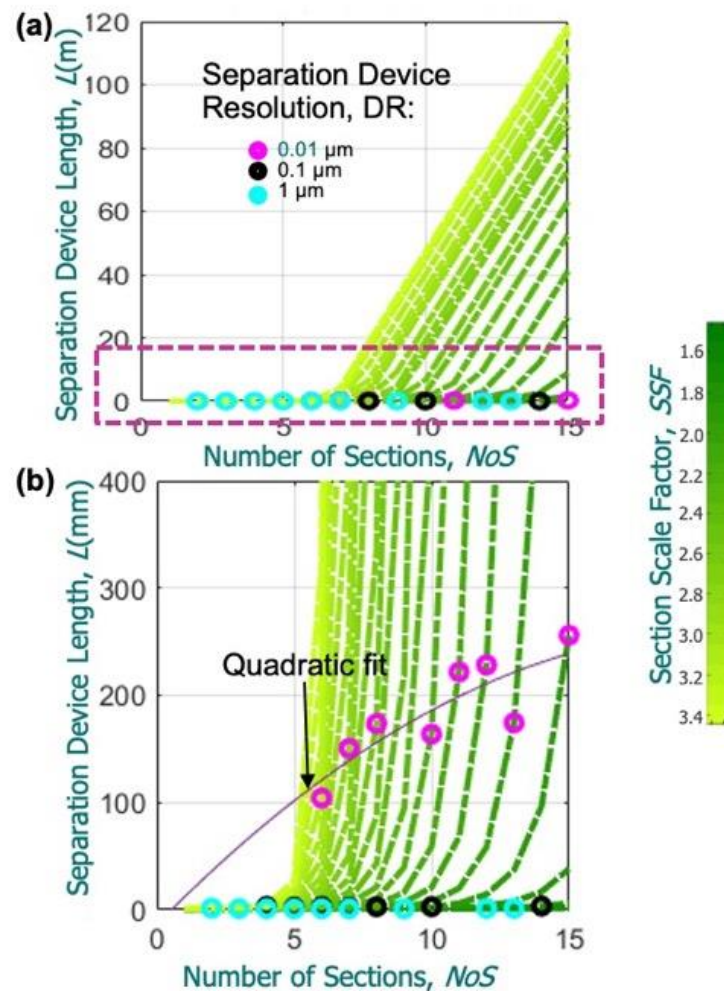 (a)
Separation Device Length, L(m)
120
100
80
60
40
20
0
Separation Device
Resolution, DR:
0.01 µm
0.1 µm
1 µm
0
5
10
15
Number of Sections, NoS
(b)
Separation Device Length, L(mm)
400
300
200
100
0
Quadratic fit
0
5
10
15
Number of Sections, NoS
Section Scale Factor, SSF
1.6
1.8
2.0
2.2
2.4
2.6
2.8
3.0
3.2
3.4